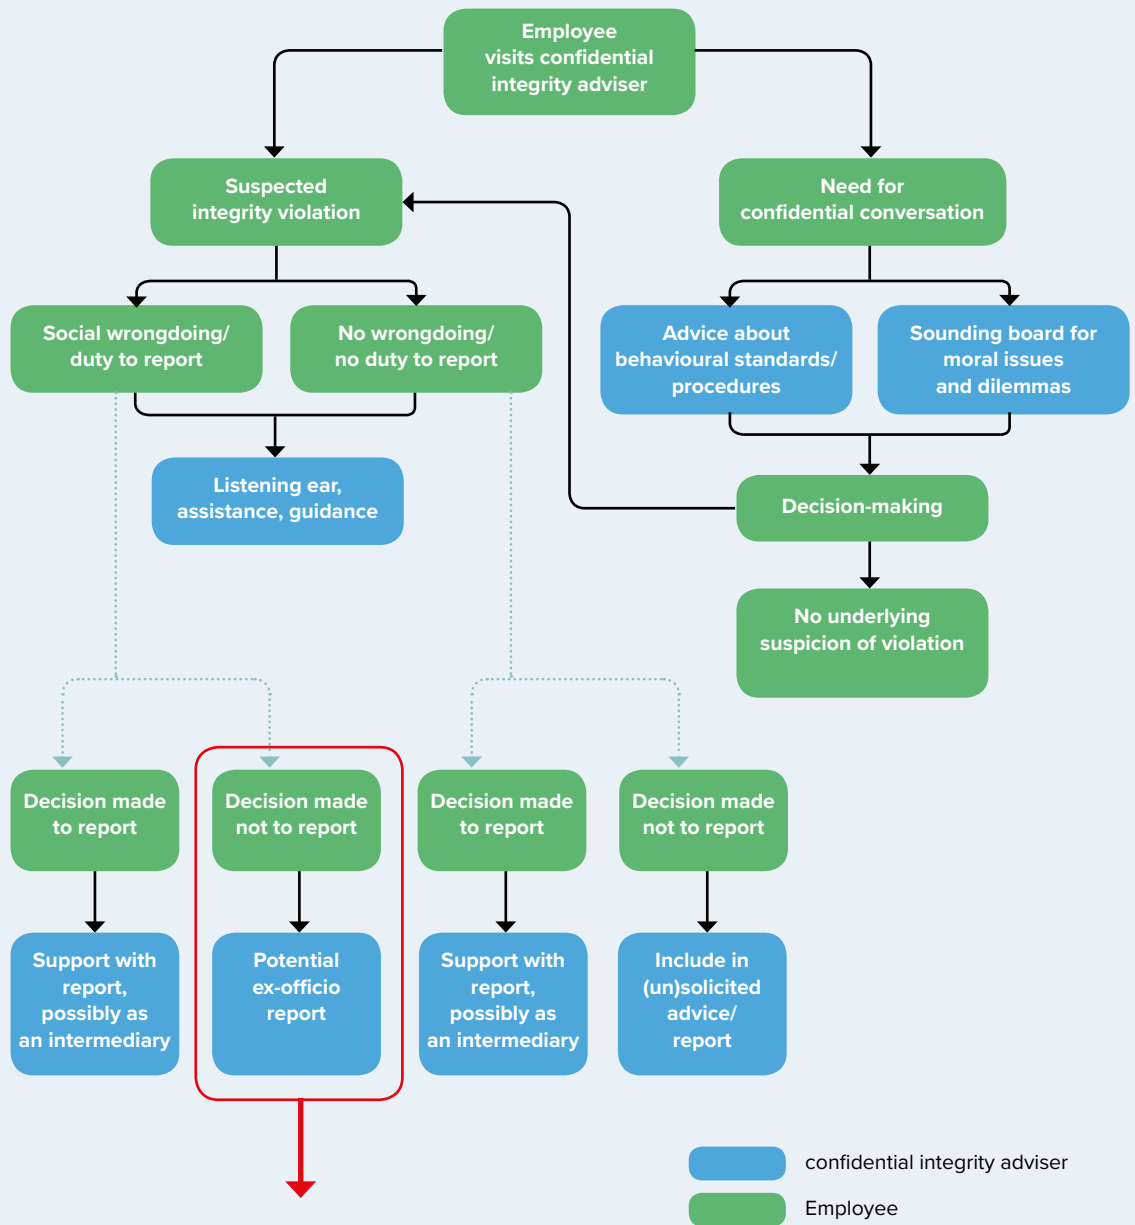 Employee
visits confidential
integrity adviser
Suspected
integrity violation
Need for
confidential conversation
Social wrongdoing/
duty to report
No wrongdoing/
no duty to report
Advice about
behavioural standards/
procedures
Sounding board for
moral issues
and dilemmas
Listening ear,
assistance, guidance
Decision-making
No underlying
suspicion of violation
Decision made
to report
Decision made
not to report
Decision made
to report
Decision made
not to report
Support with
report,
possibly as
an intermediary
Potential
ex-officio
report
Support with
report,
possibly as
an intermediary
Include in
(un)solicited
advice/
report
confidential integrity adviser
Employee